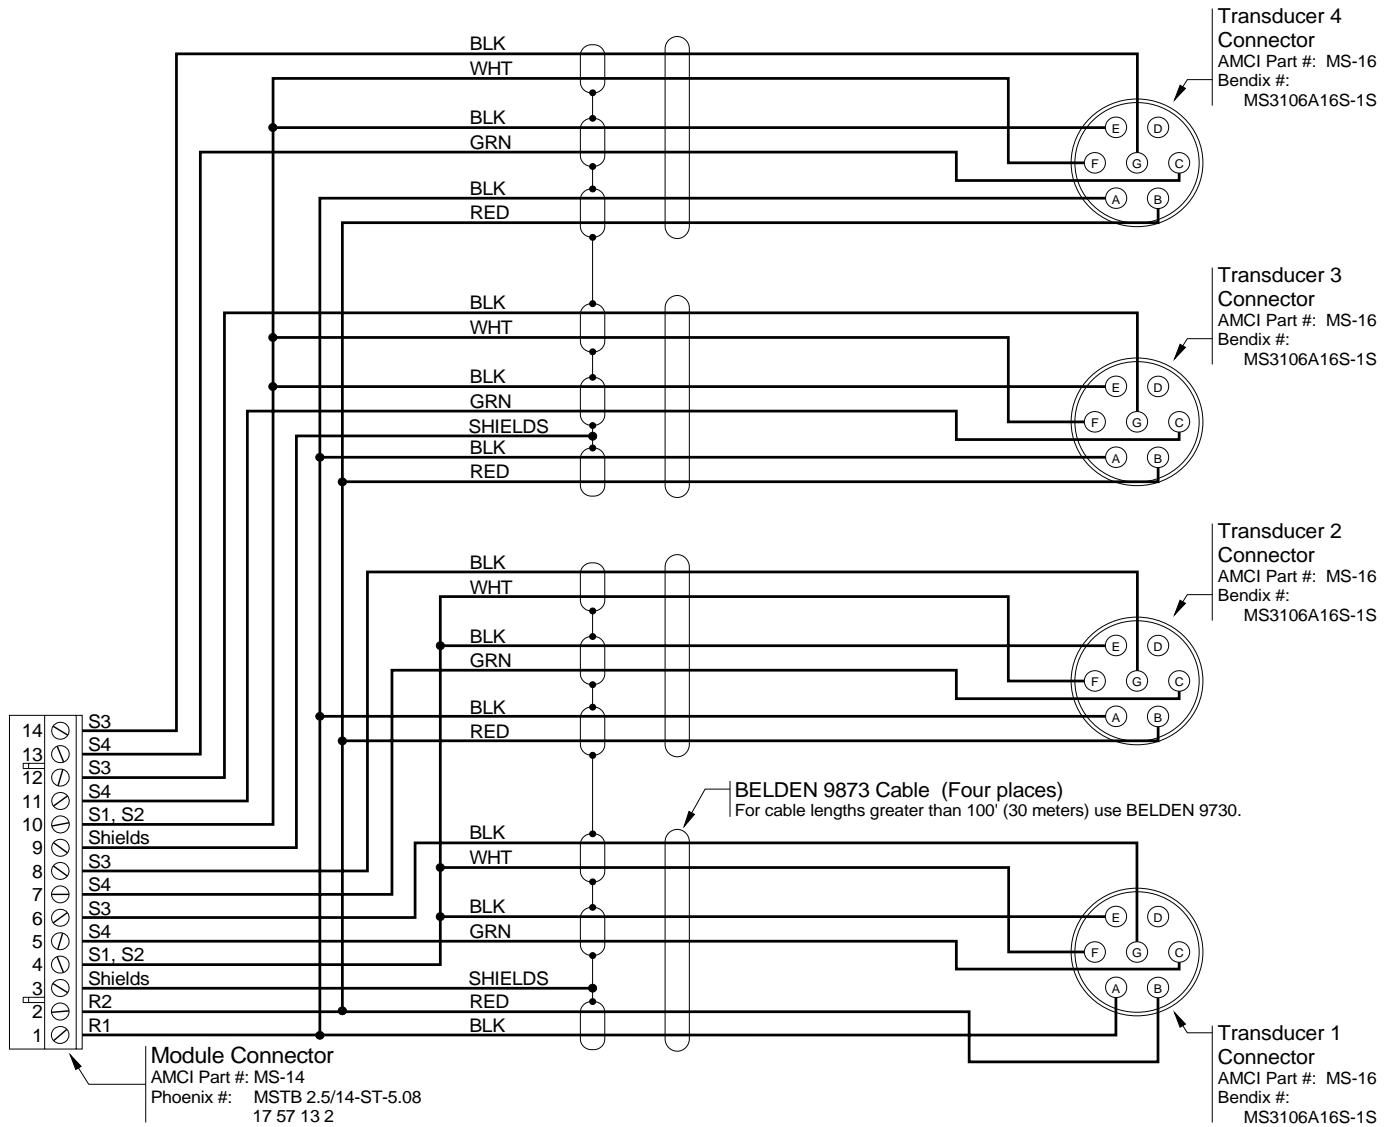 Transducer 4
Connector
AMCI Part #: MS-16
Bendix #:
MS3106A16S-1S
BLK
WHT
BLK
GRN
BLK
RED
E D
F G C
A B
Transducer 3
Connector
AMCI Part #: MS-16
Bendix #:
MS3106A16S-1S
BLK
WHT
BLK
GRN
SHIELDS
BLK
RED
E D
F G C
A B
Transducer 2
Connector
AMCI Part #: MS-16
Bendix #:
MS3106A16S-1S
BLK
WHT
BLK
GRN
BLK
RED
E D
F G C
A B
BELDEN 9873 Cable (Four places)
For cable lengths greater than 100' (30 meters) use BELDEN 9730.
BLK
WHT
BLK
GRN
SHIELDS
RED
BLK
E D
F G C
A B
Transducer 1
Connector
AMCI Part #: MS-16
Bendix #:
MS3106A16S-1S
14 S3
13 S4
12 S3
11 S4
10 S1, S2
9 Shields
8 S3
7 S4
6 S3
5 S4
4 S1, S2
3 Shields
2 R2
1 R1
Module Connector
AMCI Part #: MS-14
Phoenix #: MSTB 2.5/14-ST-5.08
17 57 13 2